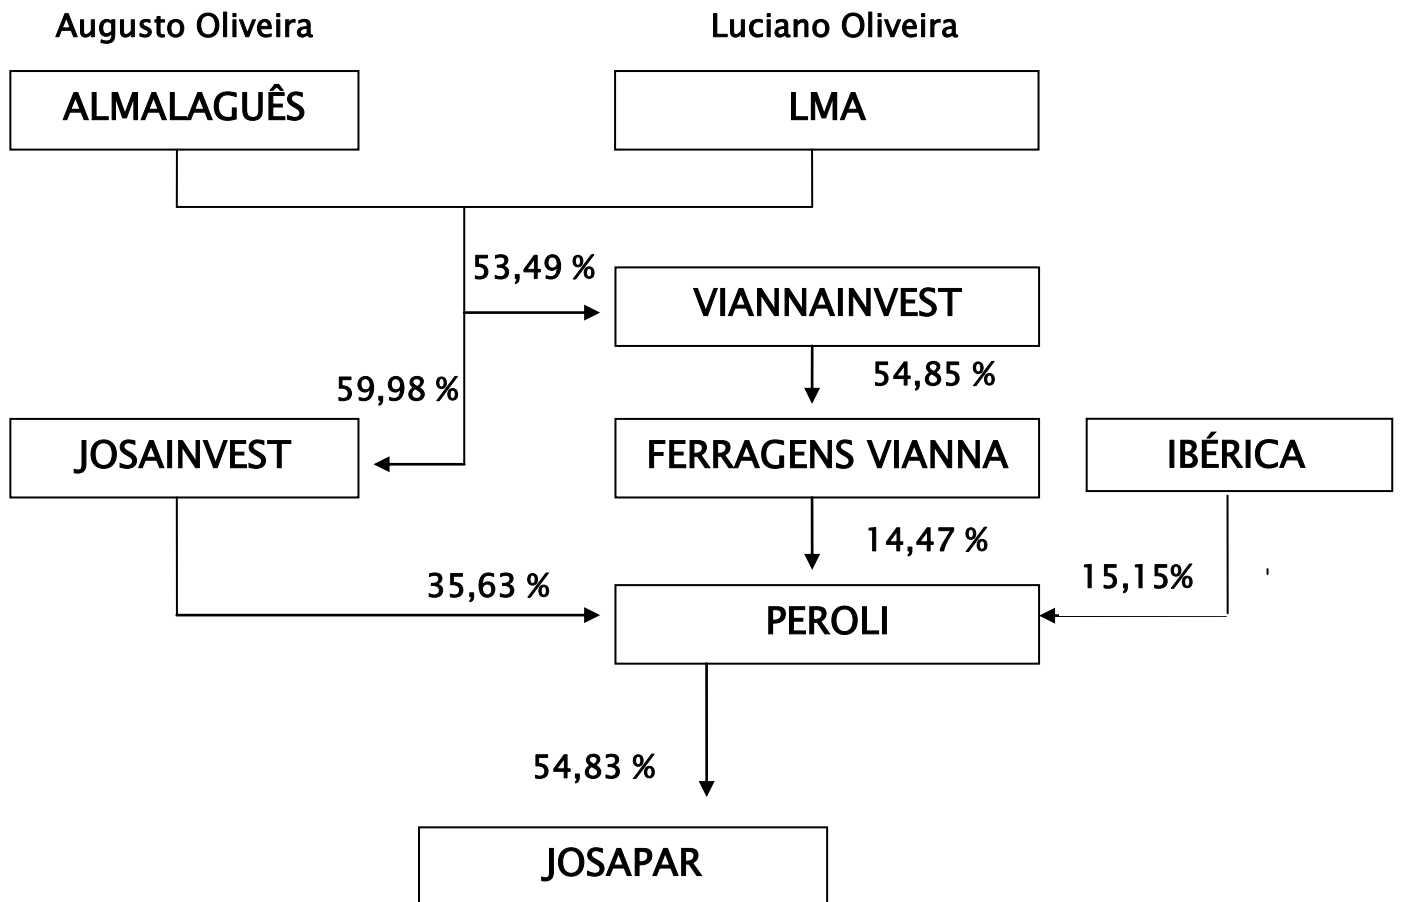 Augusto Oliveira
Luciano Oliveira
ALMALAGUÊS
LMA
53,49 %
VIANNAINVEST
59,98 %
54,85 %
JOSAINVEST
FERRAGENS VIANNA
IBÉRICA
14,47 %
35,63 %
15,15%
PEROLI
54,83 %
JOSAPAR